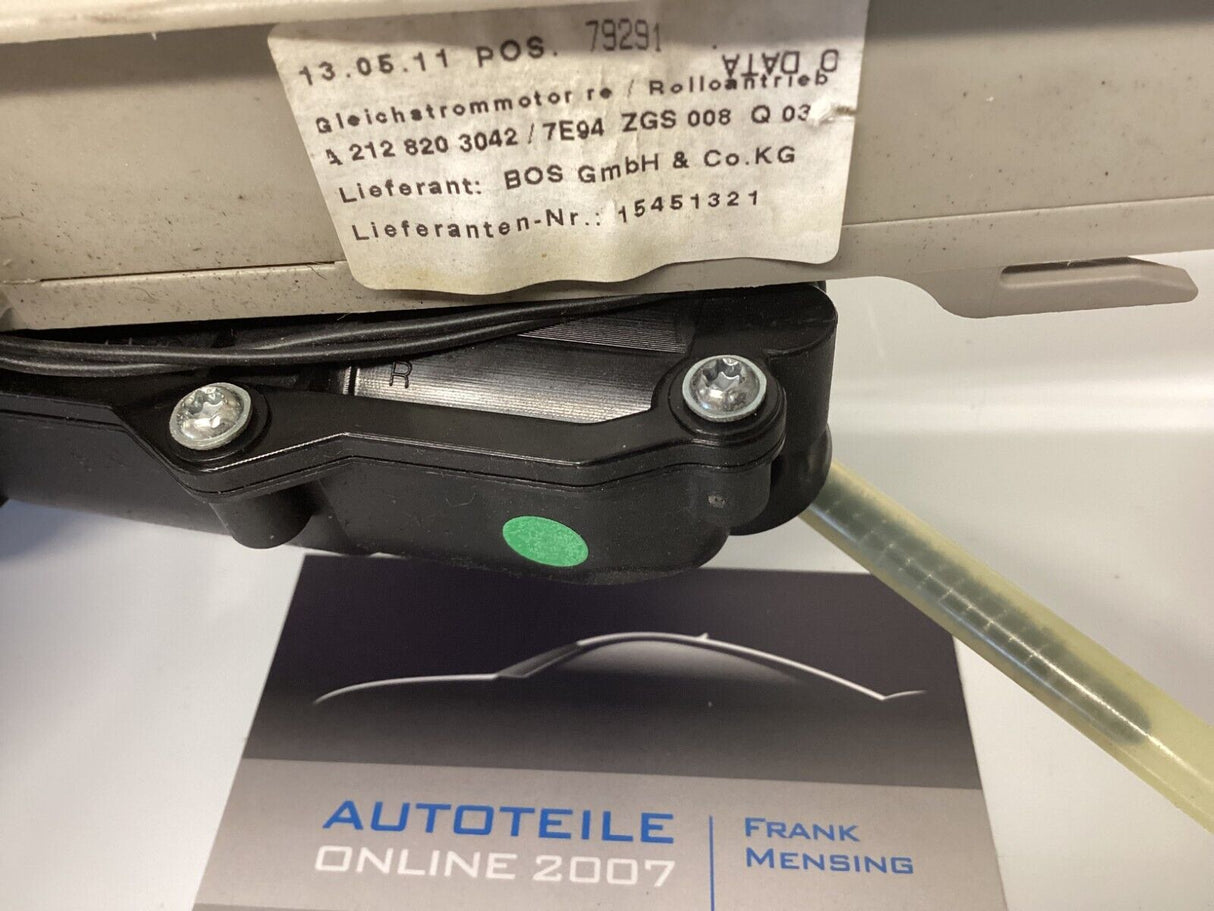 13.05.11 POS. 79291
O DATA
Gleichstrommotor re / Rolloantrieb
A 212 820 3042 / 7E94 ZGS 008 Q 03
Lieferant: BOS GmbH & Co.KG
Lieferanten-Nr.: 15451321
R
AUTOTEILE
ONLINE 2007
FRANK
MENSING